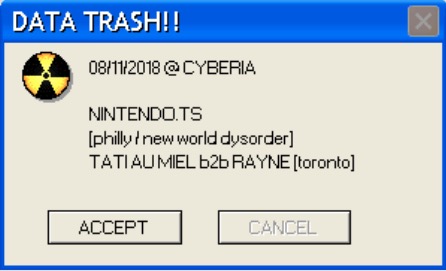 DATA TRASH!!
08/11/2018 @ CYBERIA
NINTENDO.TS
[philly / new world dysorder]
TATI AU MIEL b2b RAYNE [toronto]
ACCEPT
CANCEL